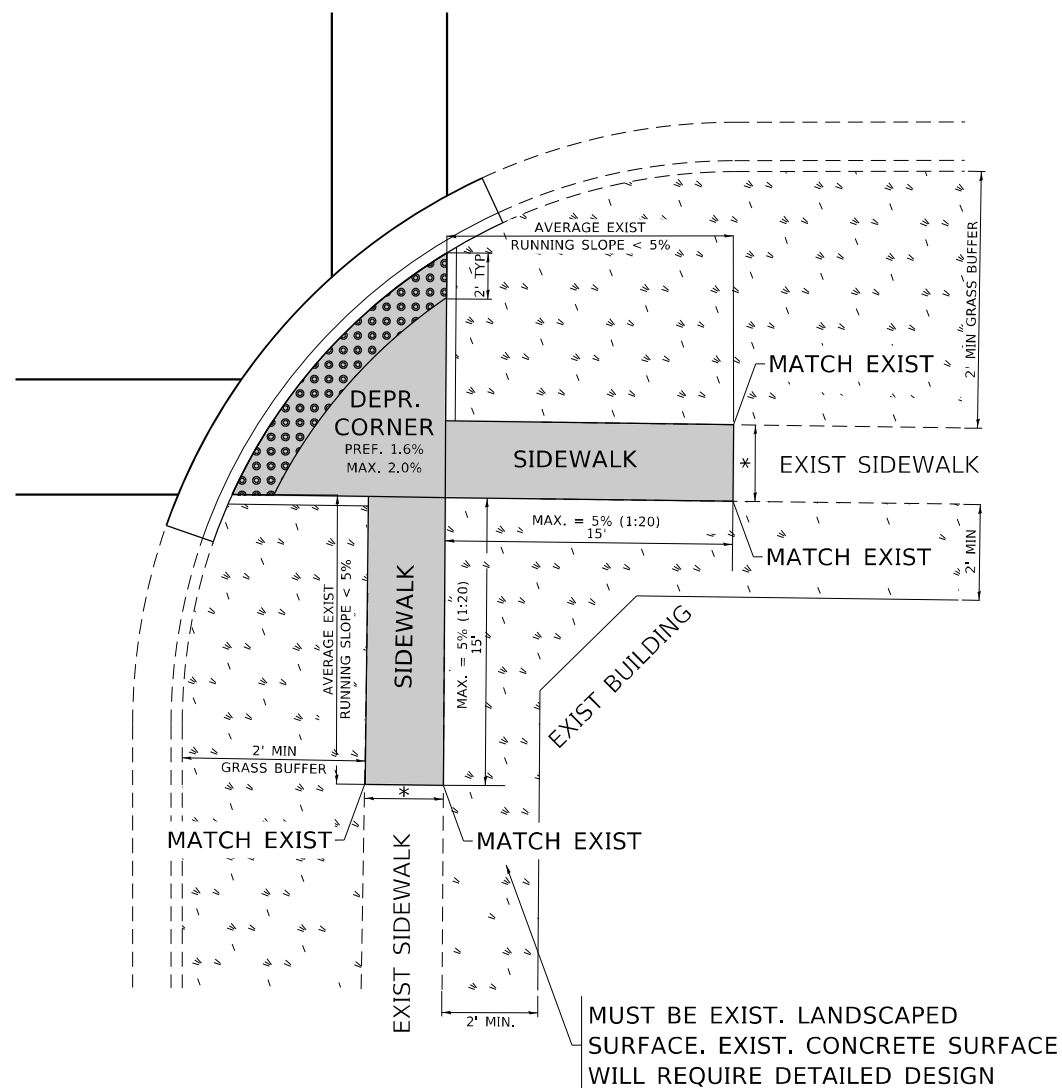 AVERAGE EXIST
RUNNING SLOPE < 5%
2' TYP
2' MIN GRASS BUFFER
MATCH EXIST
DEPR.
CORNER
PREF. 1.6%
MAX. 2.0%
SIDEWALK
*
EXIST SIDEWALK
MAX. = 5% (1:20)
15'
MATCH EXIST
2' MIN
AVERAGE EXIST
RUNNING SLOPE < 5%
SIDEWALK
MAX. = 5% (1:20)
15'
EXIST BUILDING
2' MIN
GRASS BUFFER
*
MATCH EXIST
MATCH EXIST
EXIST SIDEWALK
2' MIN.
MUST BE EXIST. LANDSCAPED
SURFACE. EXIST. CONCRETE SURFACE
WILL REQUIRE DETAILED DESIGN